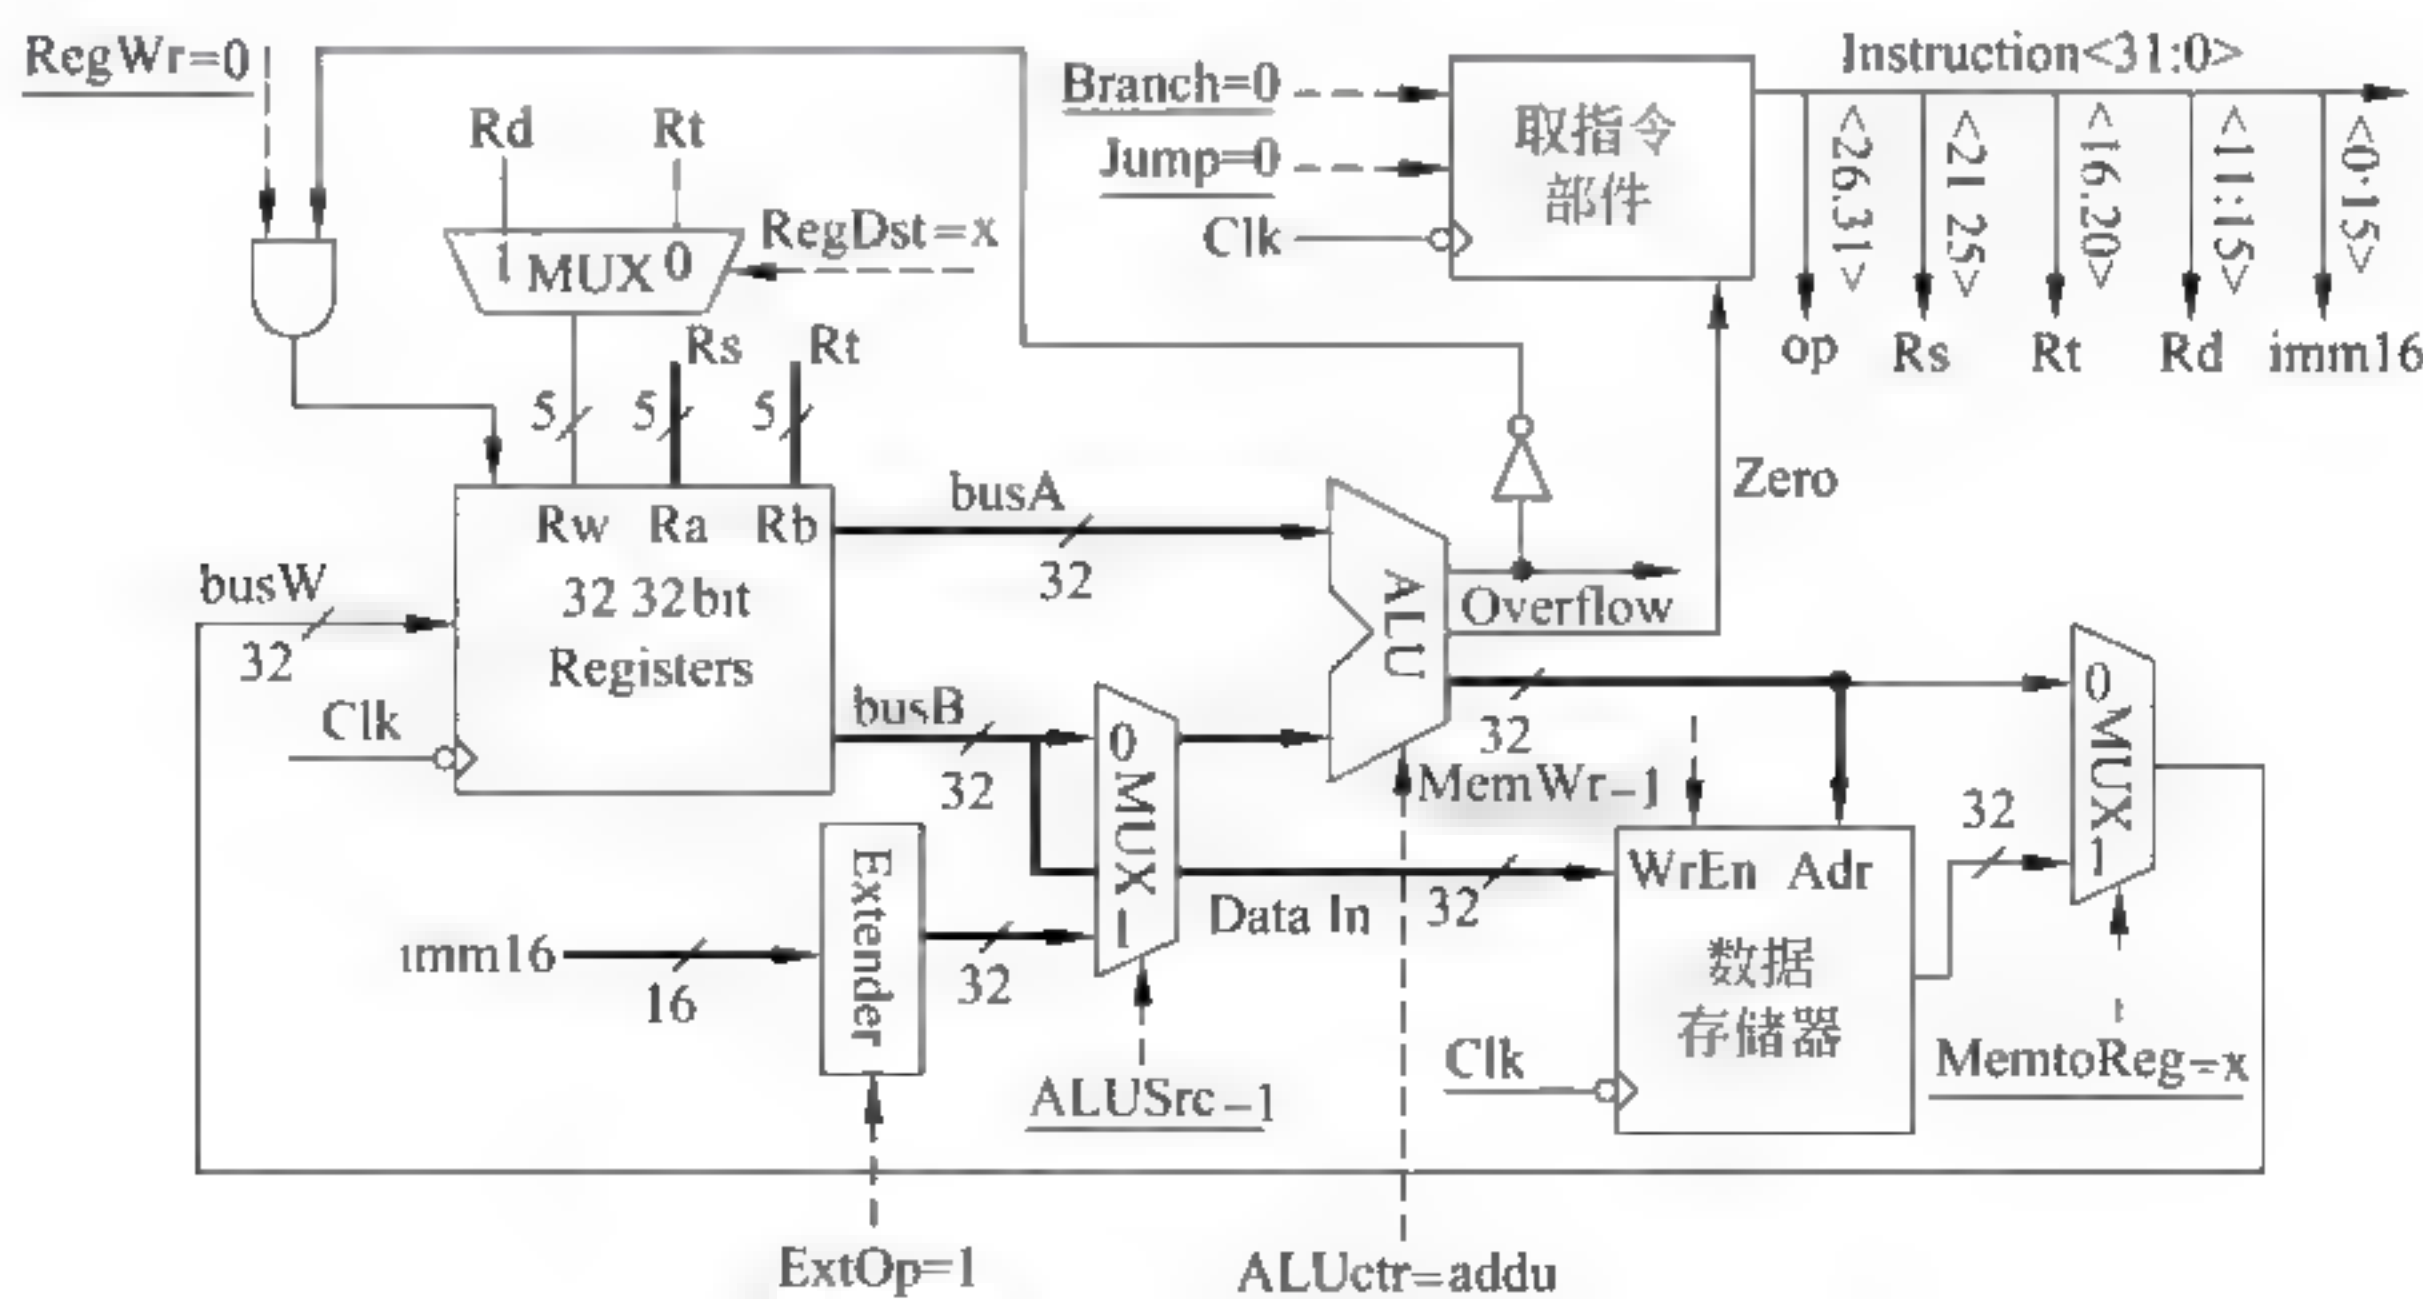 RegWr=0
Branch=0
Instruction<31:0>
Rd
Rt
取指令
部件
Jump=0
<26.31>
<21 25>
<16.20>
<11:15>
<0:15>
RegDst=x
Clk
1 MUX 0
Rs
Rt
op
Rs
Rt
Rd
imm16
5
5
5
Zero
busA
Rw Ra Rb
32
busW
32 32bit
Registers
32
ALU
Overflow
busB
Clk
32
0 MUX 1
32
MemWr-1
0 MUX 1
32
Extender
WrEn Adr
Data In
32
imm16
16
32
数据
存储器
Clk
MemtoReg-x
ALUSrc-1
ExtOp=1
ALUctr=addu